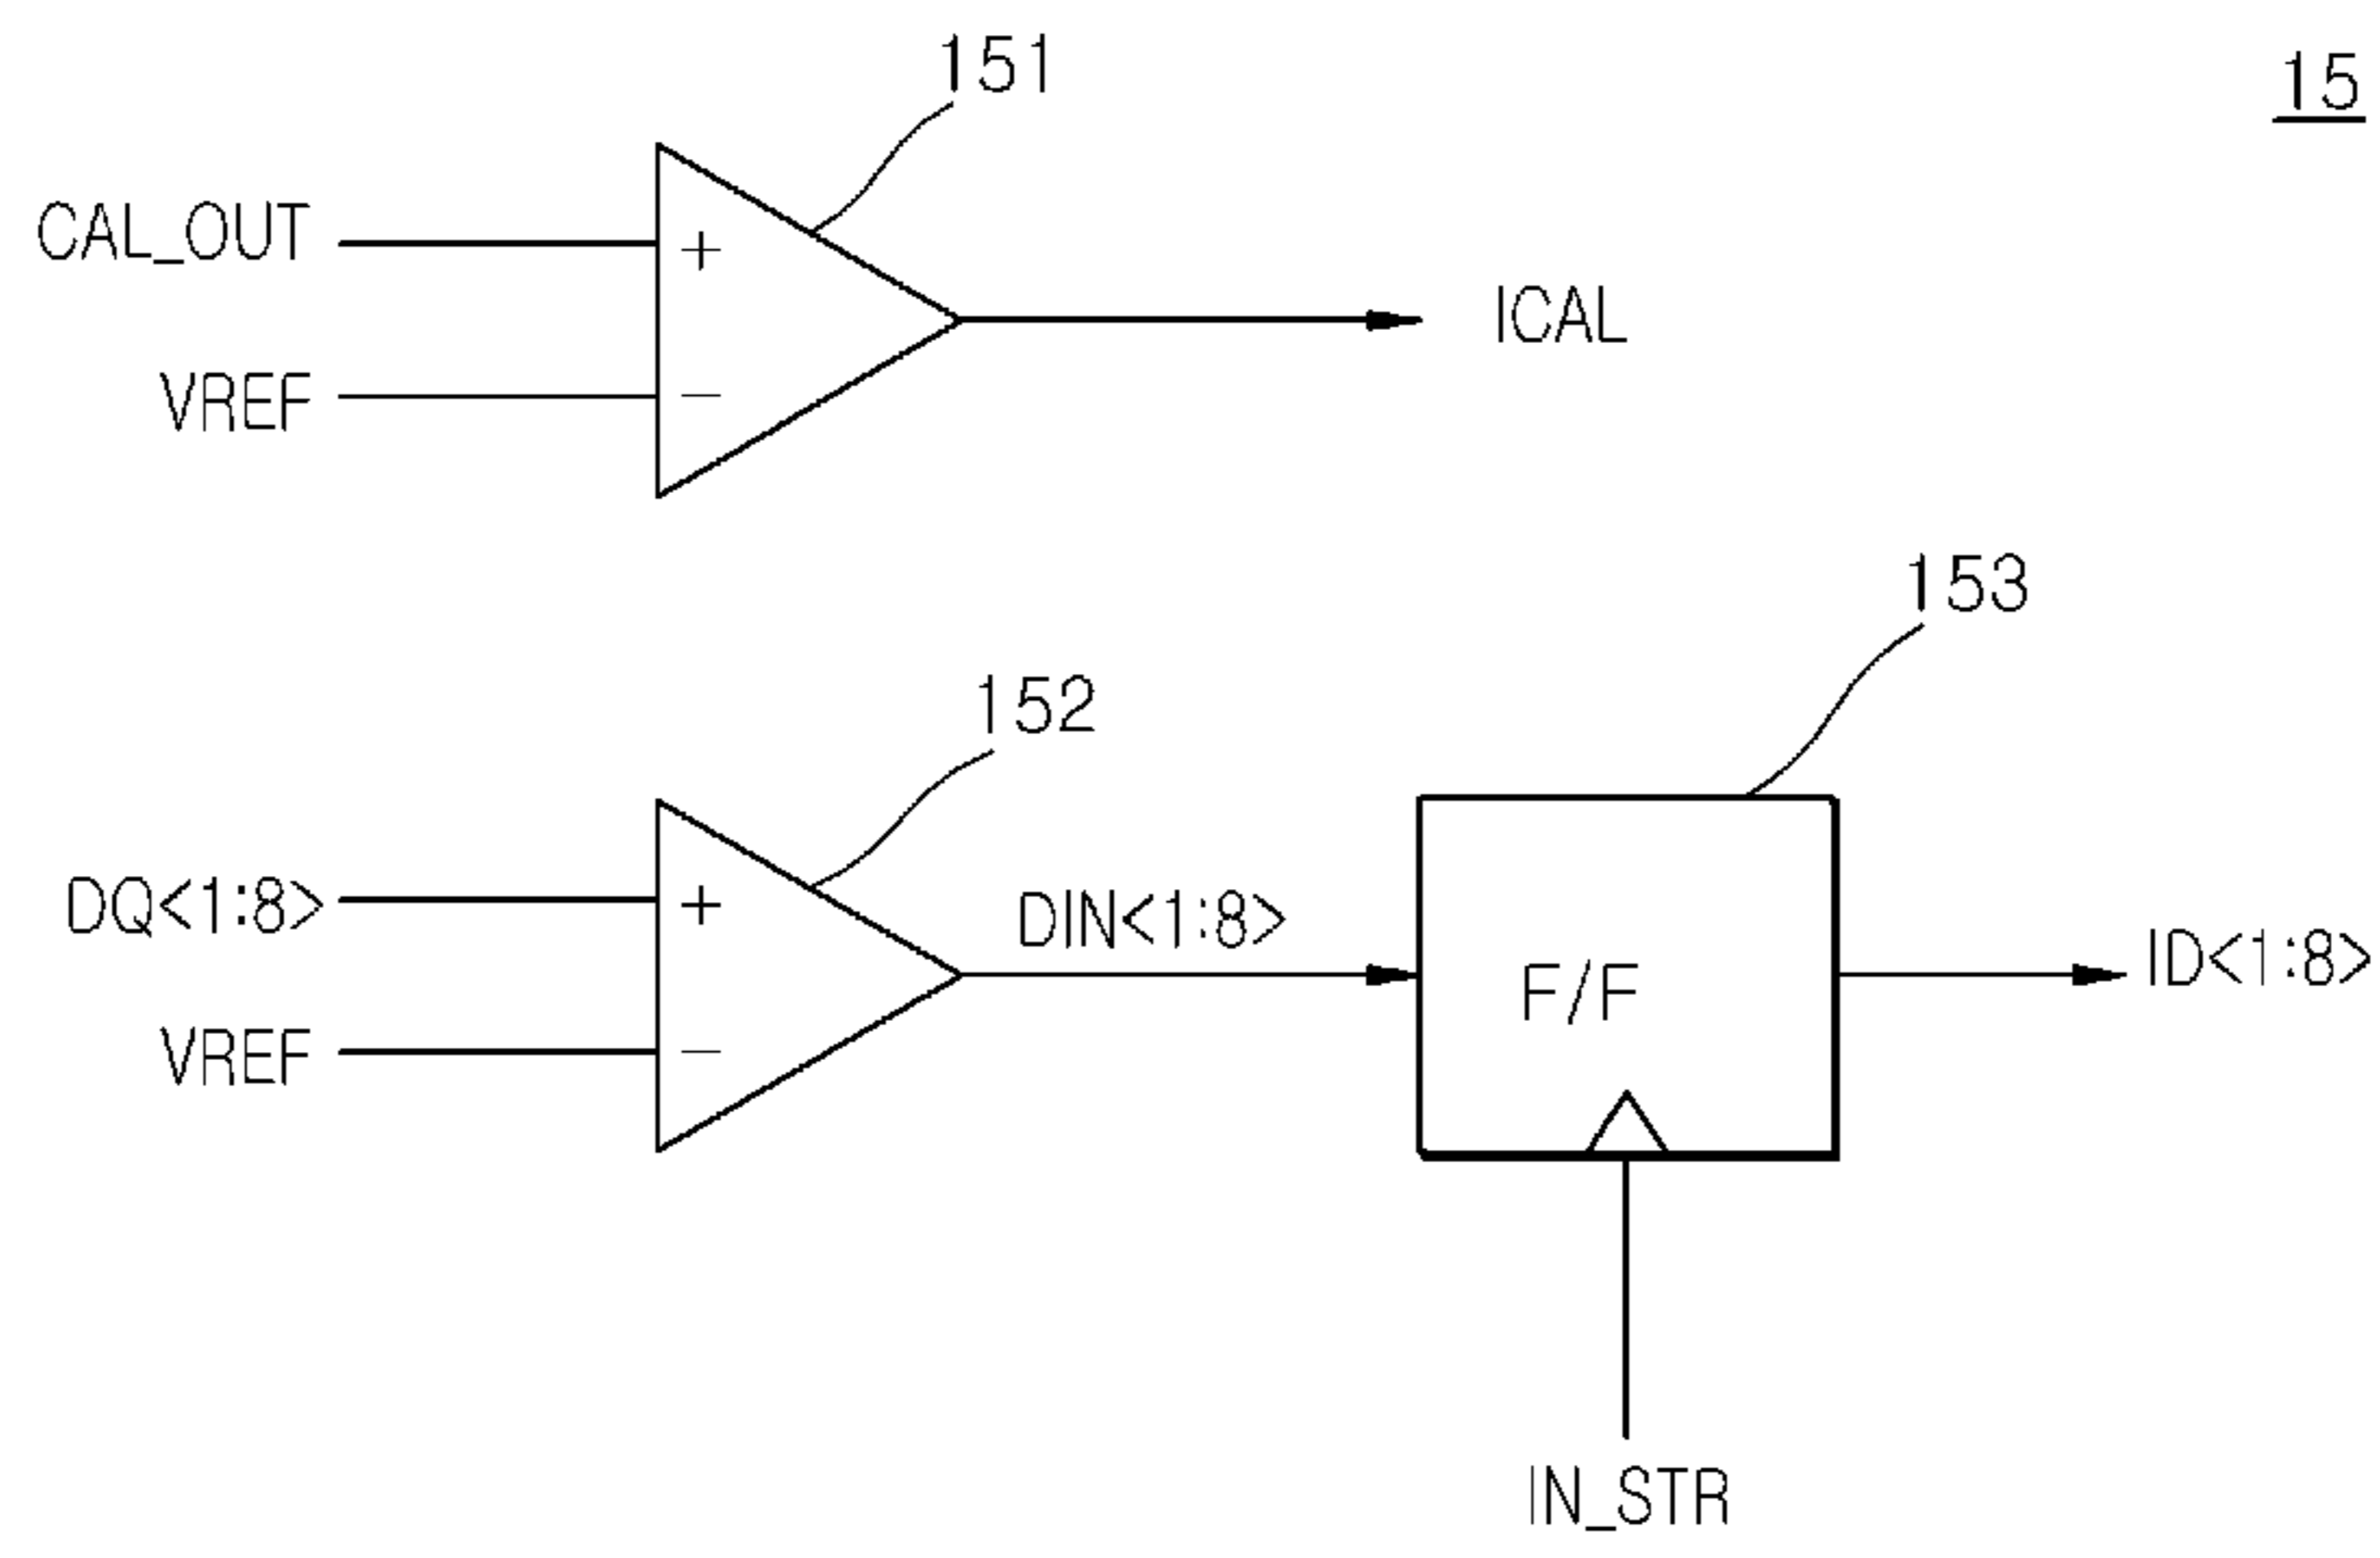 151
15
CAL_OUT
+
ICAL
VREF
−
153
152
DQ<1:8>
+
DIN<1:8>
F/F
ID<1:8>
VREF
−
IN_STR